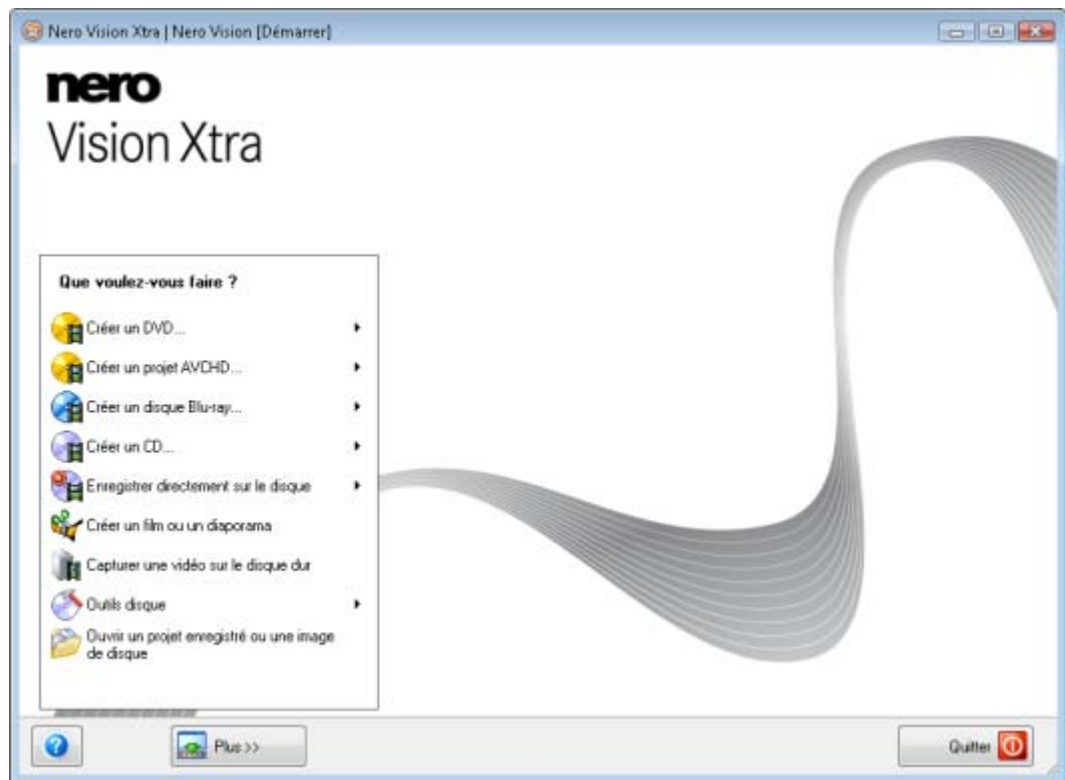 Nero Vision Xtra | Nero Vision [Démarrer]
nero
Vision Xtra
Que voulez-vous faire ?
Créer un DVD...
Créer un projet AVCHD...
Créer un disque Blu-ray...
Créer un CD...
Enregistrer directement sur le disque
Créer un film ou un diaporama
Capturer une vidéo sur le disque dur
Outils disque
Ouvrir un projet enregistré ou une image
de disque
Plus >>
Quitter